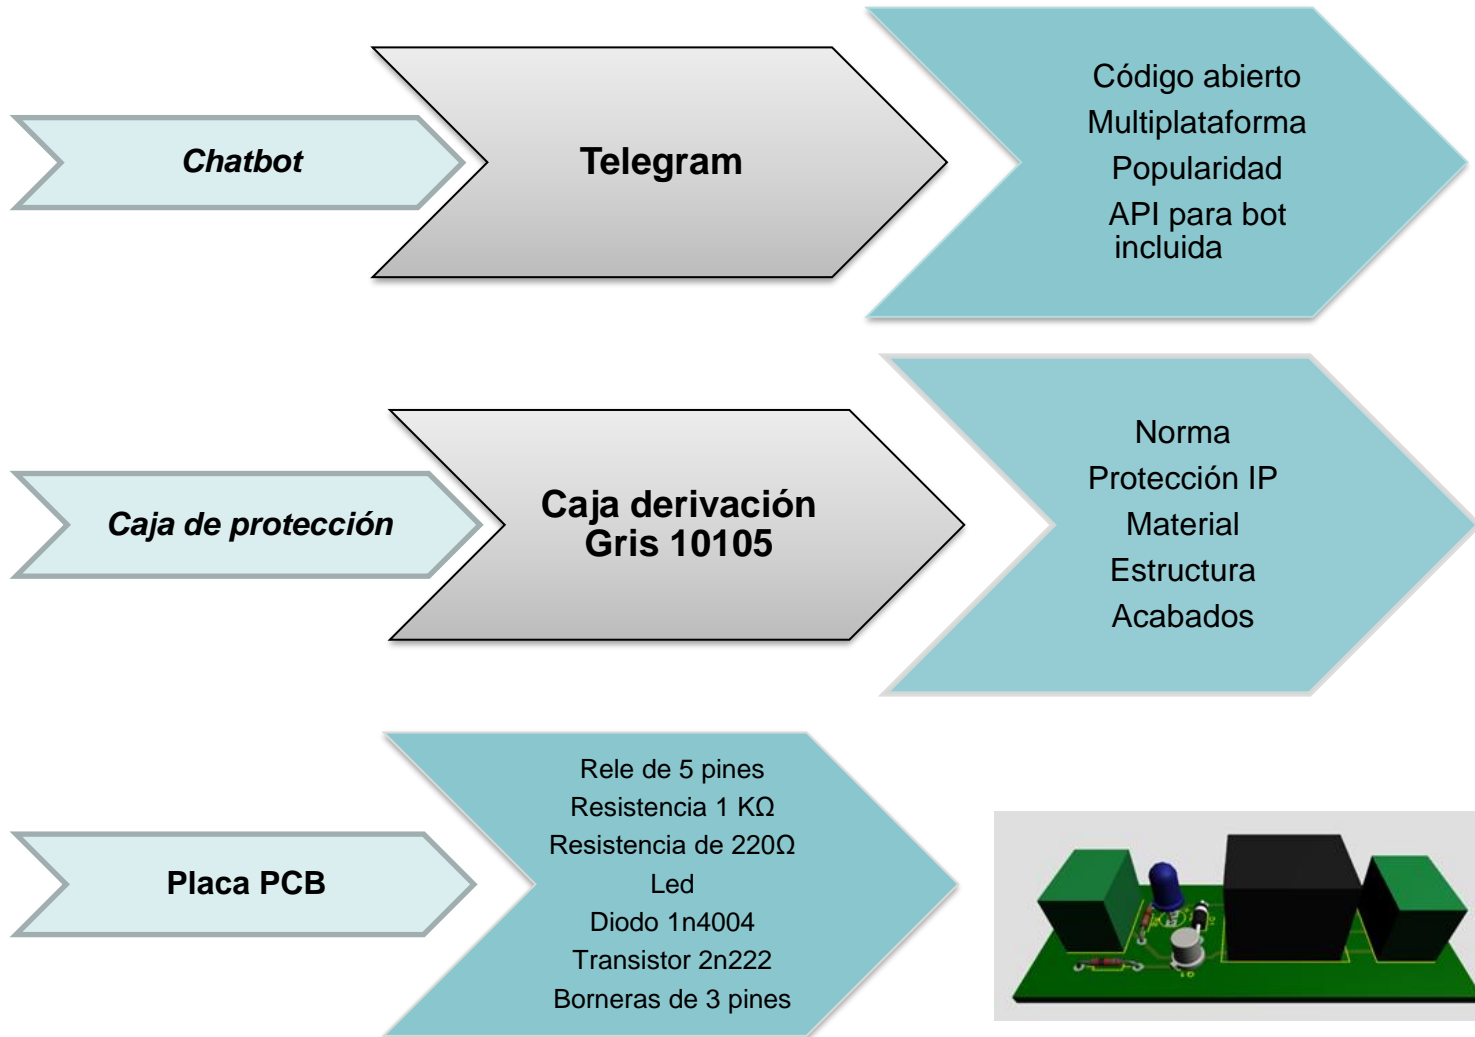 Chatbot
Telegram
Código abierto
Multiplataforma
Popularidad
API para bot
incluida
Caja de protección
Caja derivación
Gris 10105
Norma
Protección IP
Material
Estructura
Acabados
Placa PCB
Rele de 5 pines
Resistencia 1 KΩ
Resistencia de 220Ω
Led
Diodo 1n4004
Transistor 2n222
Borneras de 3 pines